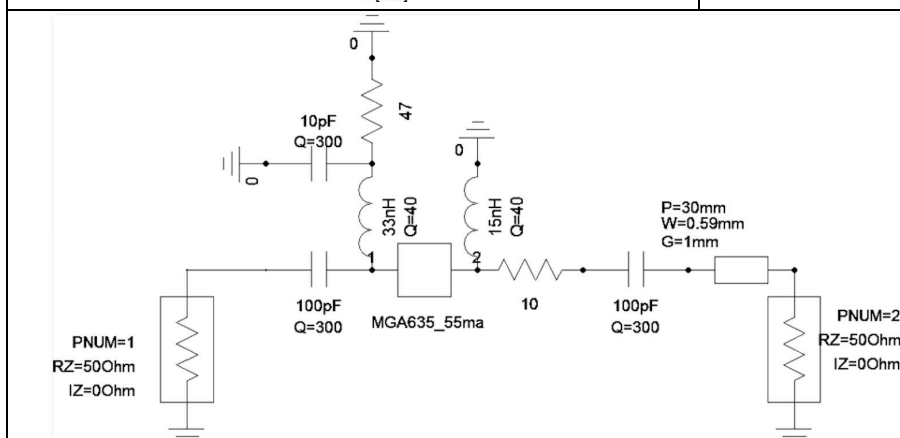 0
47
10pF
Q=300
0
0
33nH
Q=40
15nH
Q=40
P=30mm
W=0.59mm
G=1mm
1
2
100pF
Q=300
MGA635_55ma
10
100pF
Q=300
PNUM=1
RZ=50Ohm
IZ=0Ohm
PNUM=2
RZ=50Ohm
IZ=0Ohm